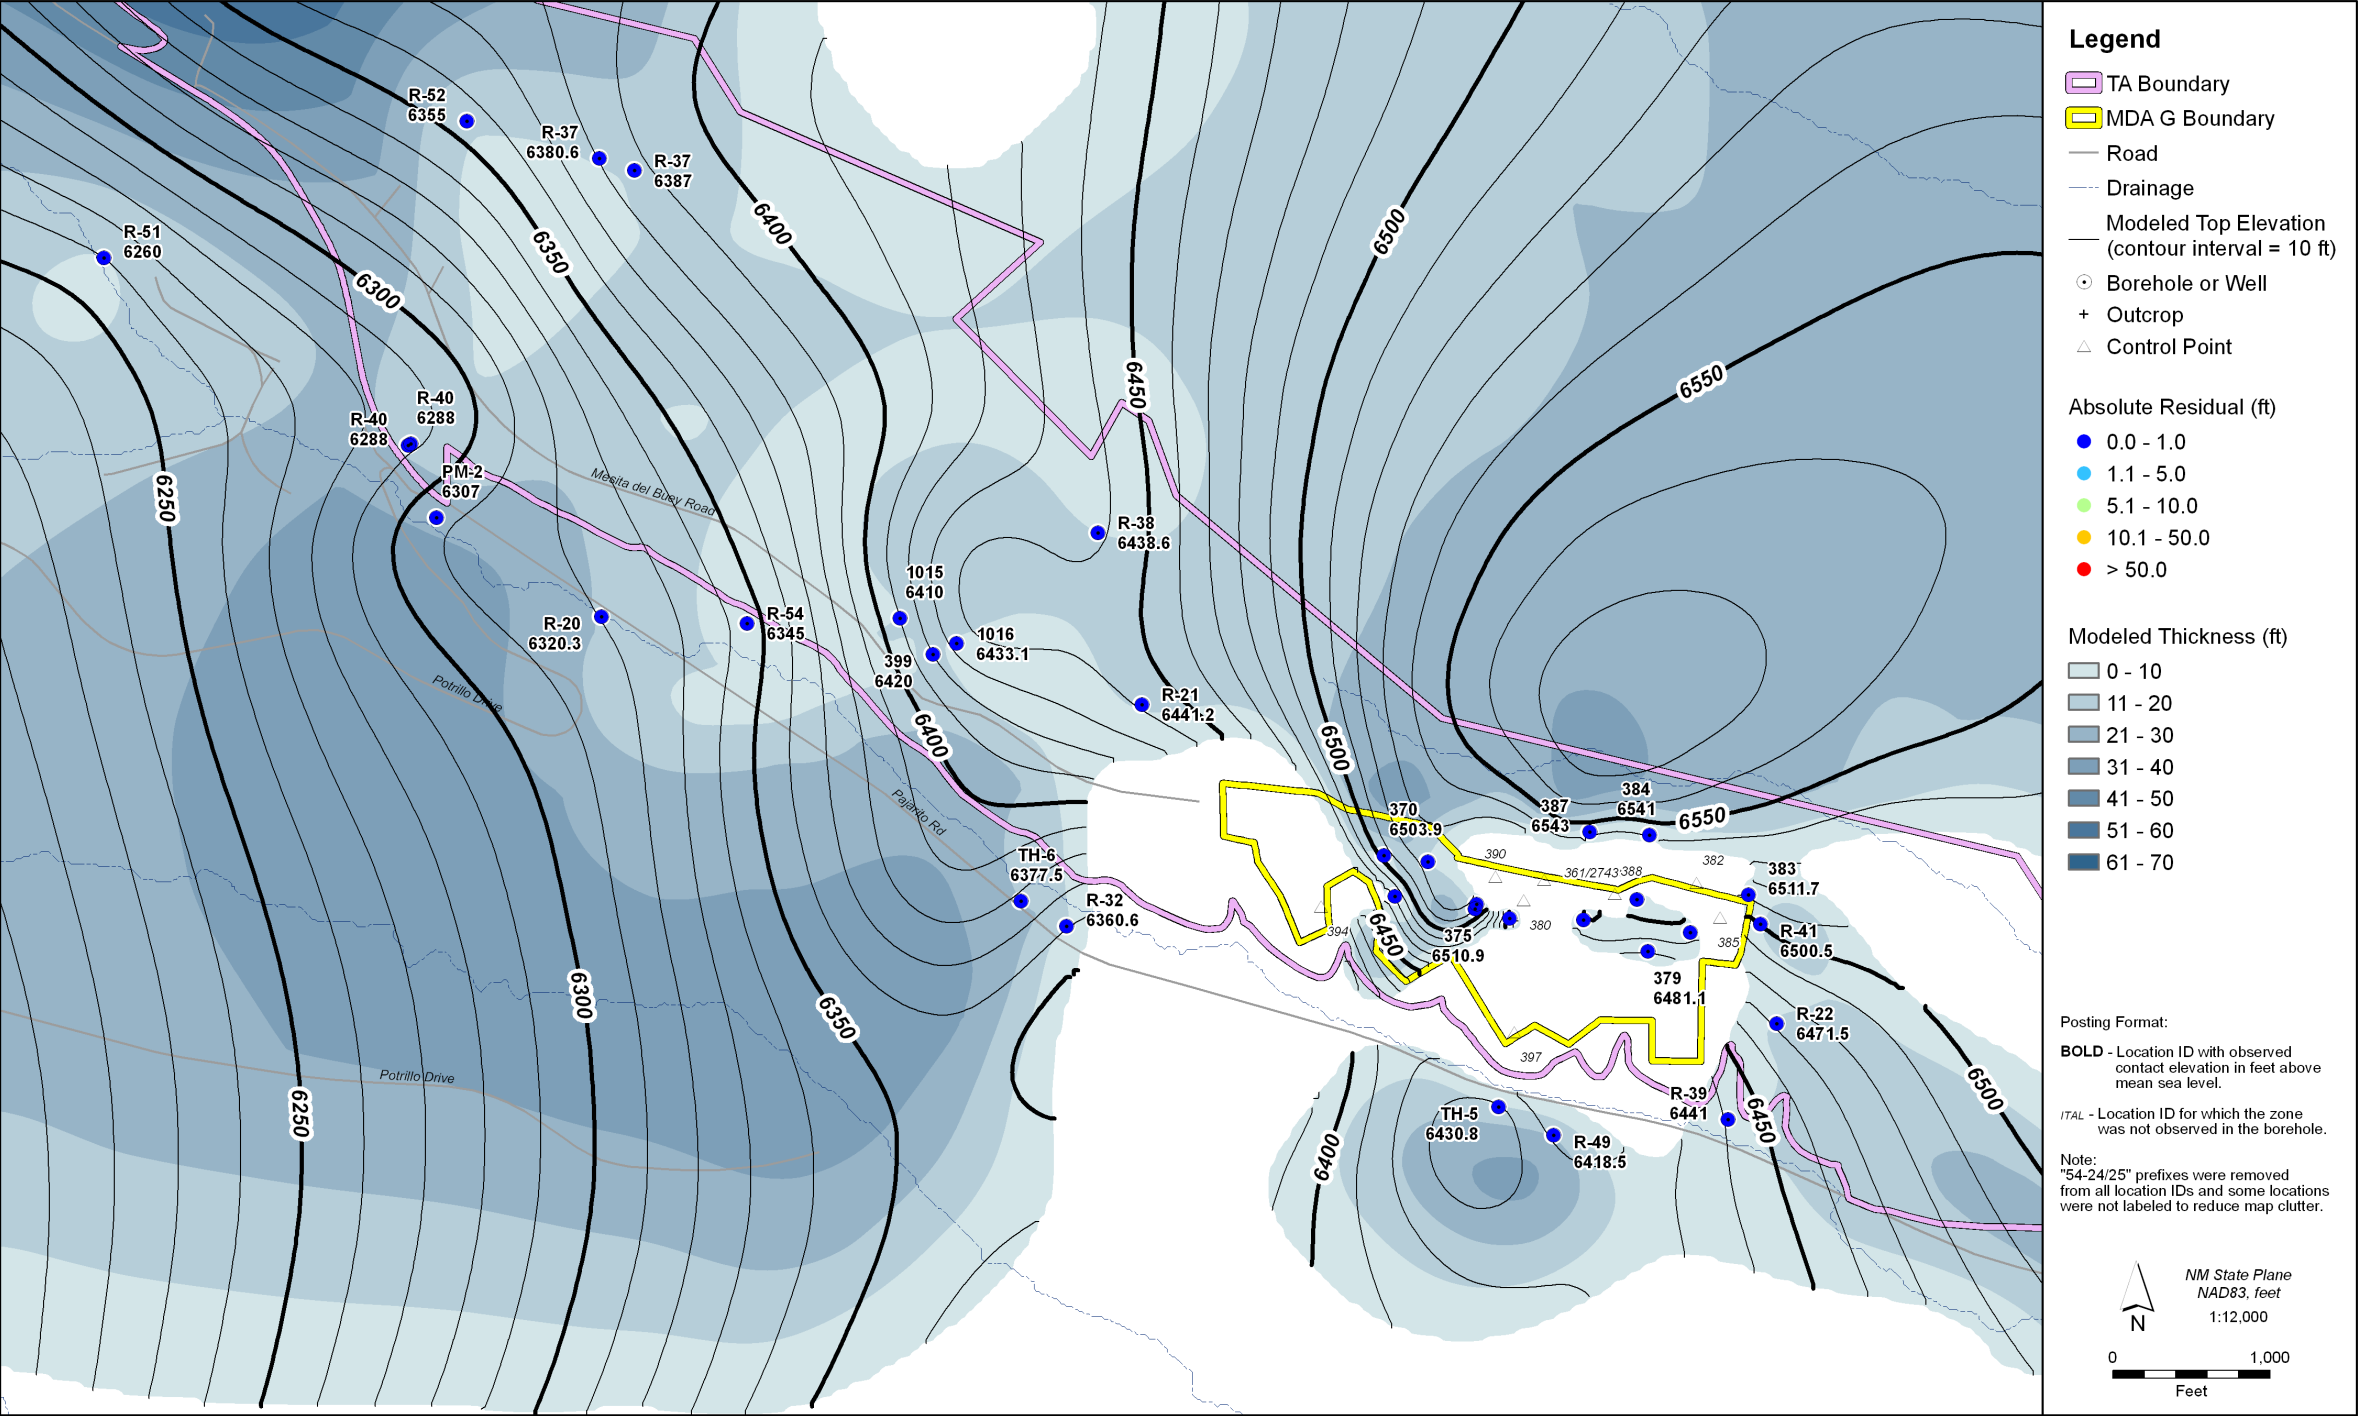 R-52
6355
R-37
6380.6
R-37
6387
R-51
6260
6400
6350
6300
6500
6550
6450
R-40
6288
R-40
6288
PM-2
6307
6250
Mesita del Buey Road
R-38
6438.6
1015
6410
R-20
6320.3
R-54
6345
1016
6433.1
399
6420
R-21
6441.2
Potrillo Drive
6400
6500
Pajarito Rd
370
6503.9
387
6543
384
6541
6550
TH-6
6377.5
390
361/2743
388
382
383
6511.7
R-32
6360.6
394
6450
375
6510.9
380
385
R-41
6500.5
379
6481.1
6300
6350
R-22
6471.5
397
Potrillo Drive
6250
6400
TH-5
6430.8
R-49
6418.5
R-39
6441
6450
6500
Legend
TA Boundary
MDA G Boundary
Road
Drainage
Modeled Top Elevation
(contour interval = 10 ft)
Borehole or Well
Outcrop
Control Point
Absolute Residual (ft)
0.0 - 1.0
1.1 - 5.0
5.1 - 10.0
10.1 - 50.0
> 50.0
Modeled Thickness (ft)
0 - 10
11 - 20
21 - 30
31 - 40
41 - 50
51 - 60
61 - 70
Posting Format:
BOLD - Location ID with observed
contact elevation in feet above
mean sea level.
ITAL - Location ID for which the zone
was not observed in the borehole.
Note:
"54-24/25" prefixes were removed
from all location IDs and some locations
were not labeled to reduce map clutter.
N
NM State Plane
NAD83, feet
1:12,000
0 1,000
Feet